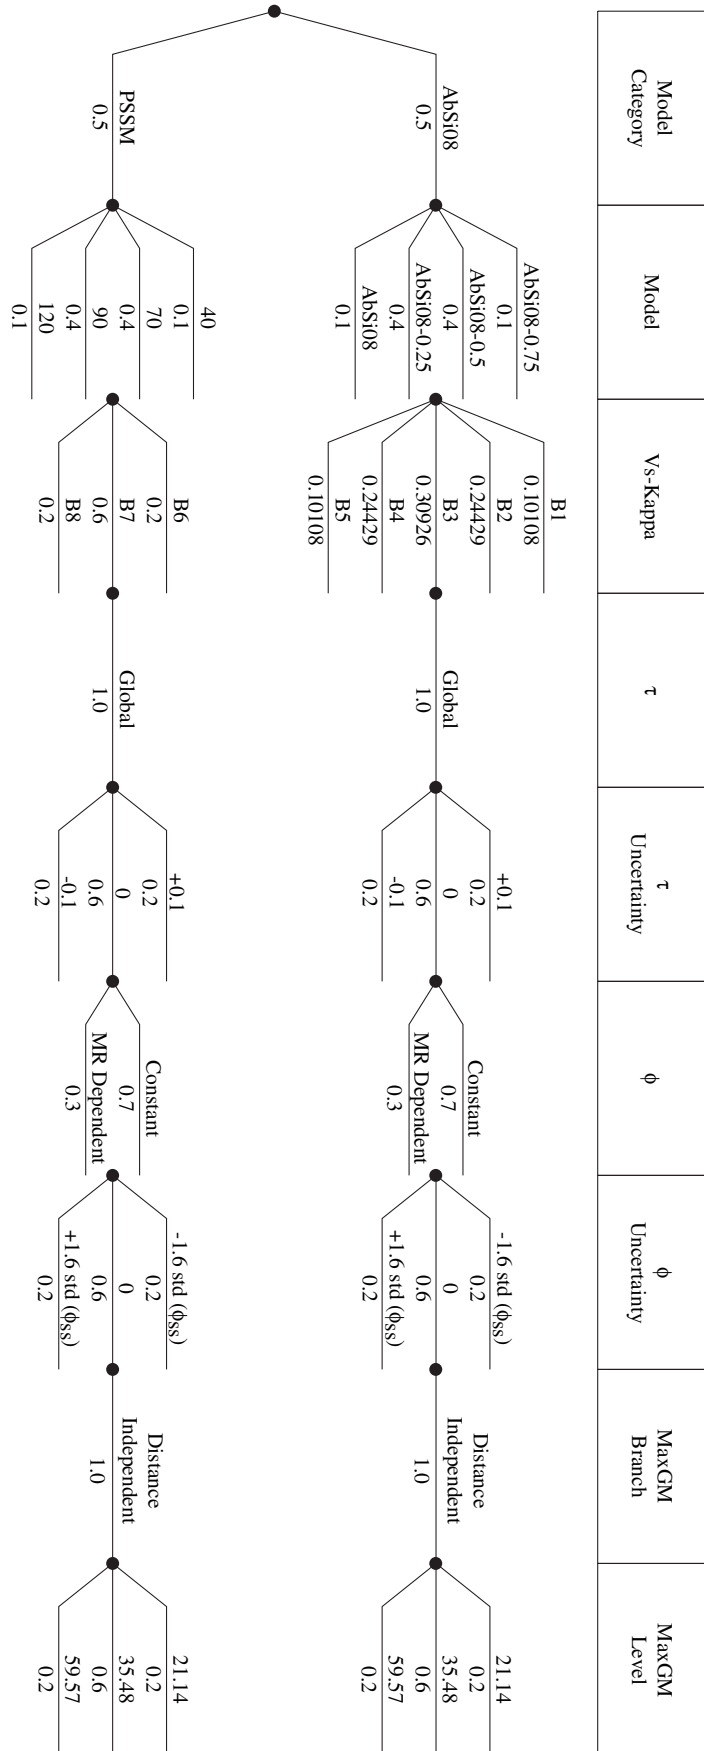 Model
Category
Model
Vs-Kappa
τ
τ
Uncertainty
ϕ
ϕ
Uncertainty
MaxGM
Branch
MaxGM
Level
AbSi08
0.5
AbSi08-0.75
0.1
AbSi08-0.5
0.4
AbSi08-0.25
0.4
AbSi08
0.1
B1
0.10108
B2
0.24429
B3
0.30926
B4
0.24429
B5
0.10108
Global
1.0
+0.1
0.2
0
0.6
-0.1
0.2
Constant
0.7
MR Dependent
0.3
-1.6 std (ϕSS)
0.2
0
0.6
+1.6 std (ϕSS)
0.2
Distance
Independent
1.0
21.14
0.2
35.48
0.6
59.57
0.2
PSSM
0.5
40
0.1
70
0.4
90
0.4
120
0.1
B6
0.2
B7
0.6
B8
0.2
Global
1.0
+0.1
0.2
0
0.6
-0.1
0.2
Constant
0.7
MR Dependent
0.3
-1.6 std (ϕSS)
0.2
0
0.6
+1.6 std (ϕSS)
0.2
Distance
Independent
1.0
21.14
0.2
35.48
0.6
59.57
0.2